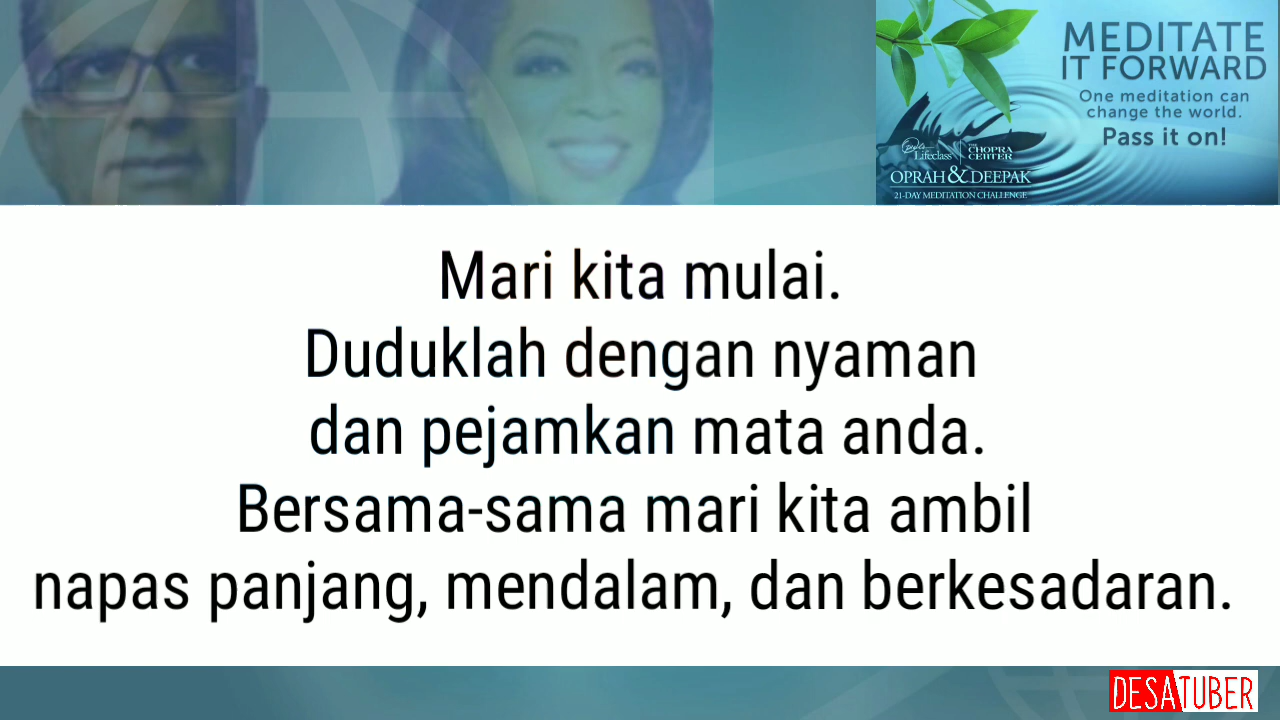 MEDITATE
IT FORWARD
One meditation can
change the world.
Pass it on!
Lifeclass
THE
CHOPRA
CENTER
OPRAH & DEEPAK
21-DAY MEDITATION CHALLENGE
Mari kita mulai.
Duduklah dengan nyaman
dan pejamkan mata anda.
Bersama-sama mari kita ambil
napas panjang, mendalam, dan berkesadaran.
DESATUBER